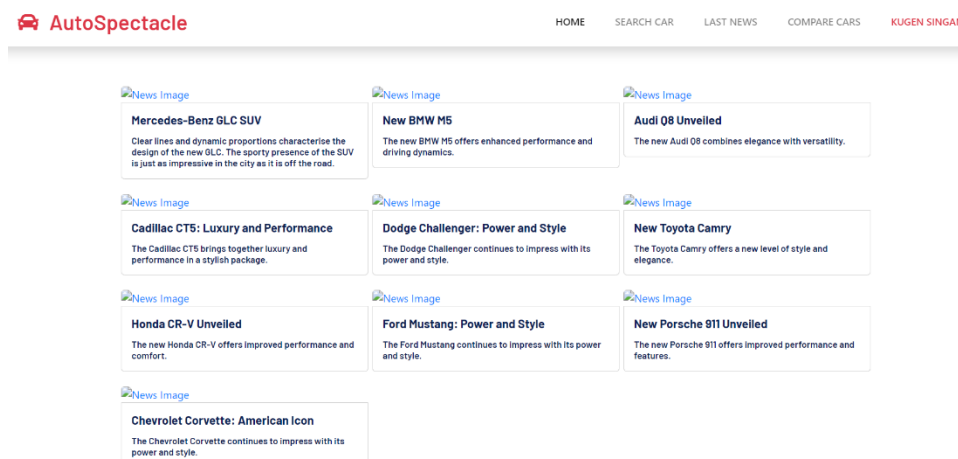 AutoSpectacle
HOME SEARCH CAR LAST NEWS COMPARE CARS KUGEN
News Image News Image News Image
Mercedes-Benz GLC SUV
Clear lines and dynamic proportions characterise the
design of the new GLC. The sporty presence of the SUV
is just as impressive in the city as it is off the road.
New BMW M5
The new BMW M5 offers enhanced performance and
driving dynamics.
Audi Q8 Unveiled
The new Audi Q8 combines elegance with versatility.
News Image News Image News Image
Cadillac CT5: Luxury and Performance
The Cadillac CT5 brings together luxury and
performance in a stylish package.
Dodge Challenger: Power and Style
The Dodge Challenger continues to impress with its
power and style.
New Toyota Camry
The Toyota Camry offers a new level of style and
elegance.
News Image News Image News Image
Honda CR-V Unveiled
The new Honda CR-V offers improved performance and
comfort.
Ford Mustang: Power and Style
The Ford Mustang continues to impress with its power
and style.
New Porsche 911 Unveiled
The new Porsche 911 offers improved performance and
features.
News Image
Chevrolet Corvette: American Icon
The Chevrolet Corvette continues to impress with its
power and style.